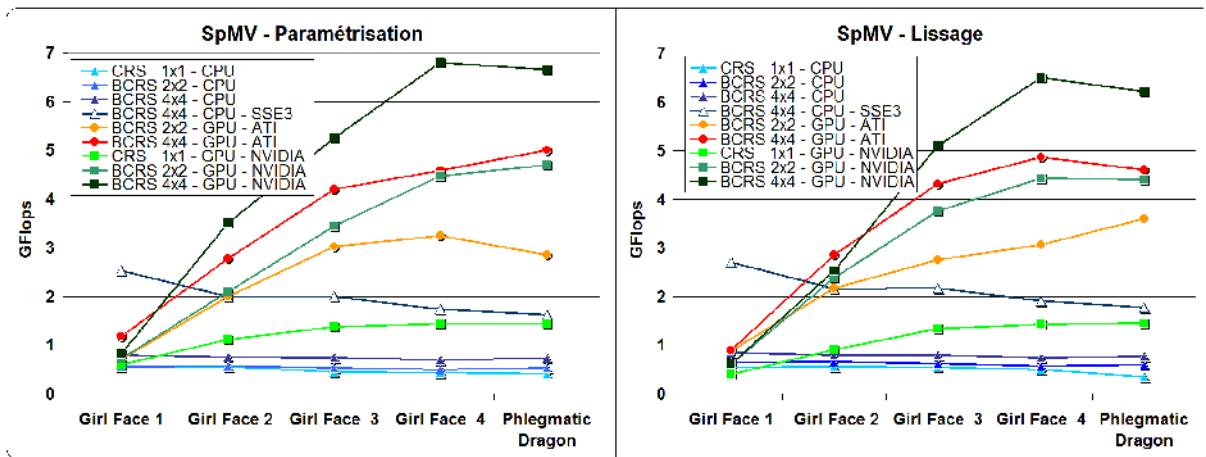 SpMV - Paramétrisation
7
6
5
4
3
2
1
0
GFlops
CRS 1x1 - CPU
BCRS 2x2 - CPU
BCRS 4x4 - CPU
BCRS 4x4 - CPU - SSE3
BCRS 2x2 - GPU - ATI
BCRS 4x4 - GPU - ATI
CRS 1x1 - GPU - NVIDIA
BCRS 2x2 - GPU - NVIDIA
BCRS 4x4 - GPU - NVIDIA
Girl Face 1 Girl Face 2 Girl Face 3 Girl Face 4 Phlegmatic
Dragon
SpMV - Lissage
7
6
5
4
3
2
1
0
GFlops
CRS 1x1 - CPU
BCRS 2x2 - CPU
BCRS 4x4 - CPU
BCRS 4x4 - CPU - SSE3
BCRS 2x2 - GPU - ATI
BCRS 4x4 - GPU - ATI
CRS 1x1 - GPU - NVIDIA
BCRS 2x2 - GPU - NVIDIA
BCRS 4x4 - GPU - NVIDIA
Girl Face 1 Girl Face 2 Girl Face 3 Girl Face 4 Phlegmatic
Dragon